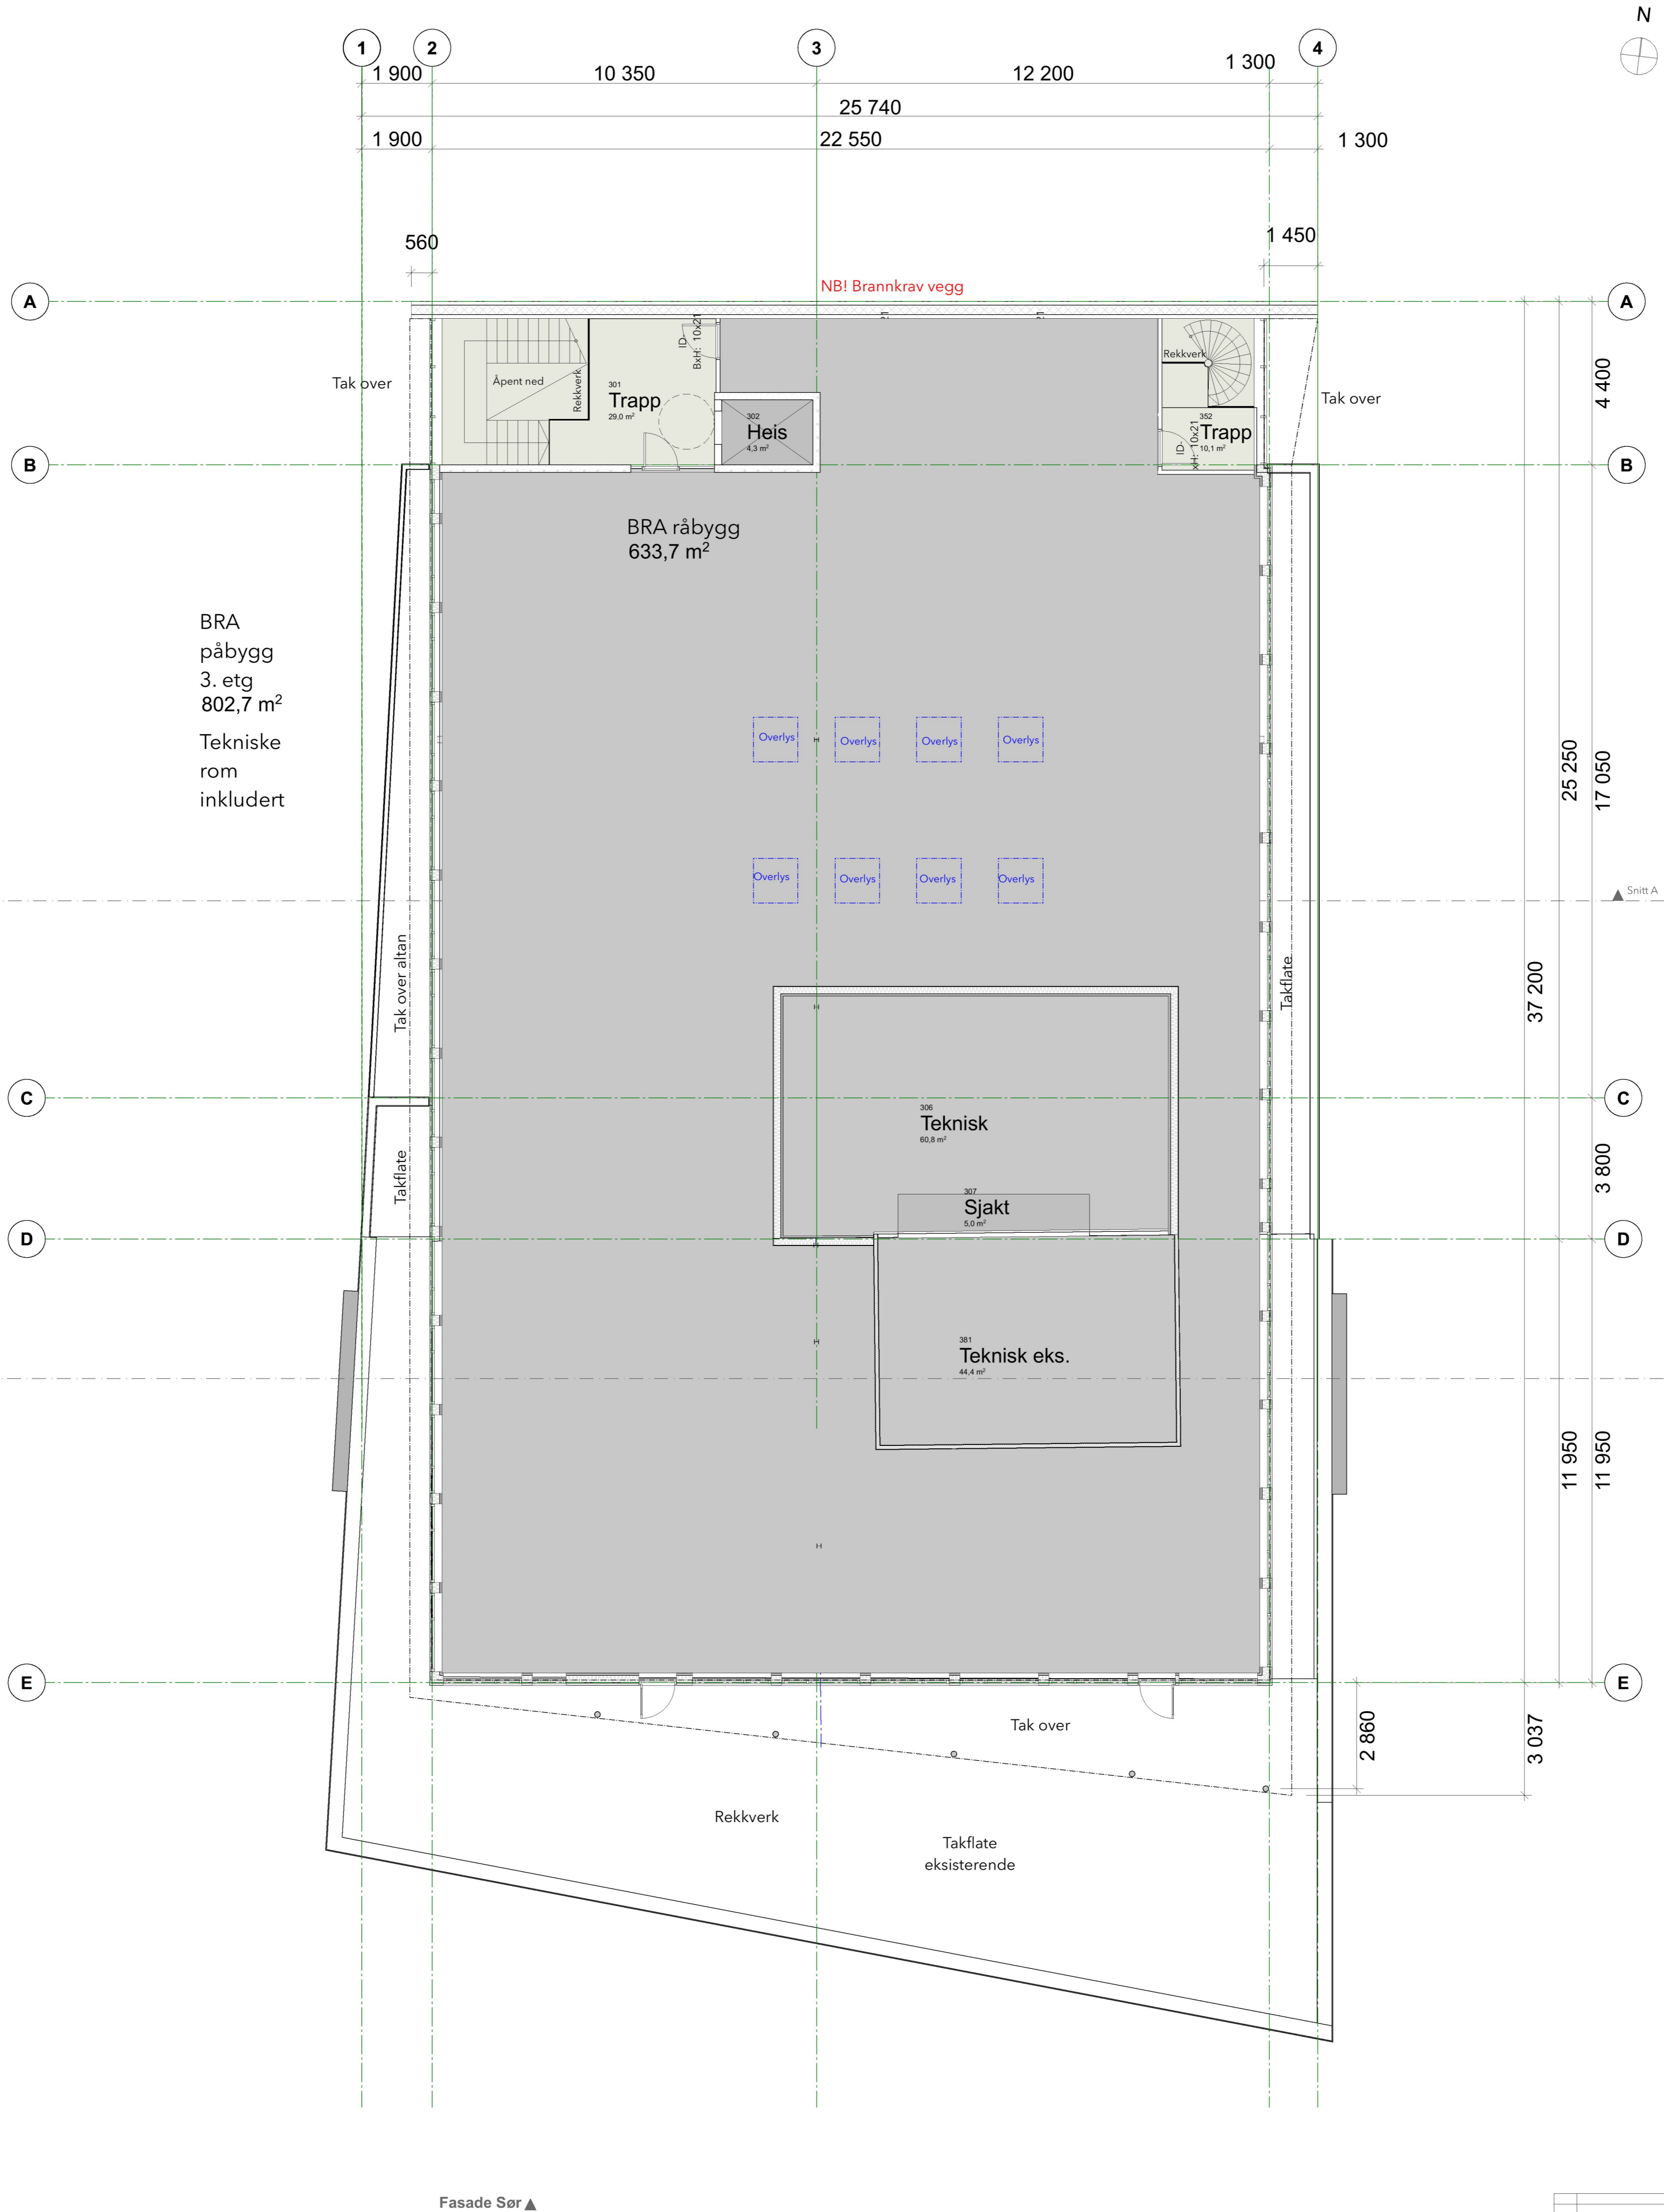 N
1 2 3 4
1 900 10 350 12 200 1 300
25 740
1 900 22 550 1 300
560 1 450
NB! Brannkrav vegg
A A
Tak over
Åpent ned
Rekkverk
301
Trapp
29,0 m²
ID-
BxH: 10x21
302
Heis
4,3 m²
Rekkverk
352
Trapp
10,1 m²
ID-
xH: 10x21
Tak over
4 400
B B
BRA råbygg
633,7 m²
BRA
påbygg
3. etg
802,7 m²
Tekniske
rom
inkludert
Overlys Overlys Overlys Overlys
25 250
17 050
Overlys Overlys Overlys Overlys
Snitt A
Tak over altan
Takflate
37 200
C C
306
Teknisk
60,8 m²
Takflate
3 800
307
Sjakt
5,0 m²
D D
381
Teknisk eks.
44,4 m²
11 950
11 950
E E
Tak over
2 860
3 037
Rekkverk
Takflate
eksisterende
Fasade Sør